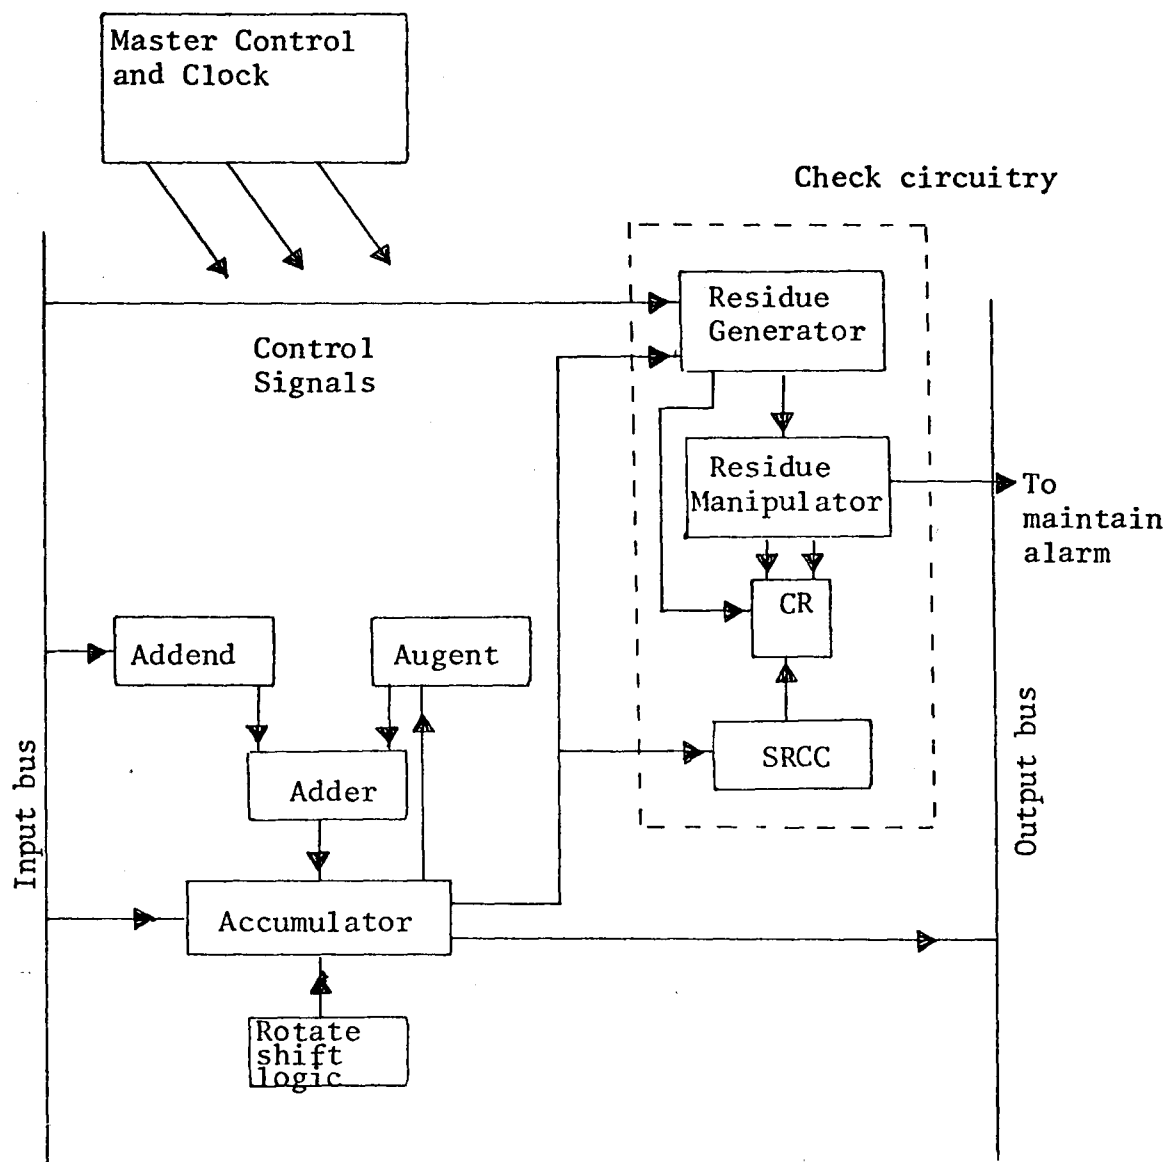 Master Control
and Clock
Check circuitry
Residue
Generator
Control
Signals
Residue
Manipulator
To
maintain
alarm
CR
Addend
Augent
SRCC
Adder
Input bus
Output bus
Accumulator
Rotate
shift
logic